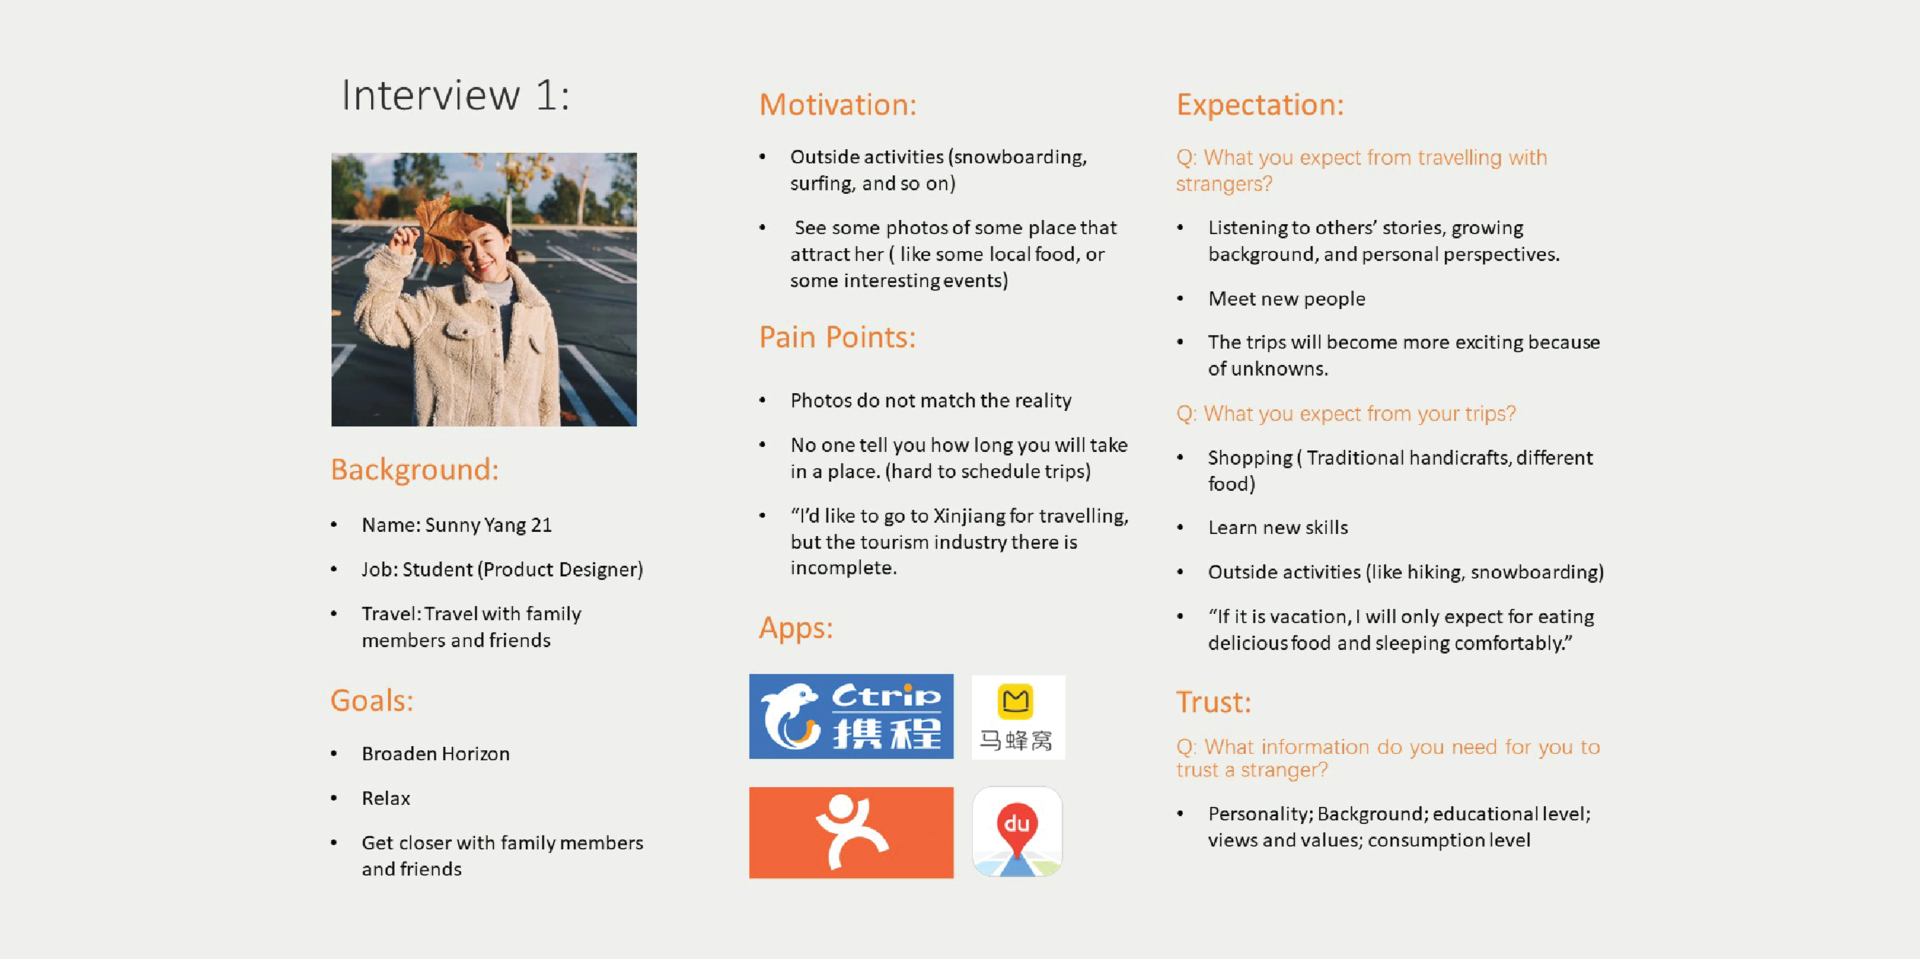 Interview 1:
Background:
• Name: Sunny Yang 21
• Job: Student (Product Designer)
• Travel: Travel with family
members and friends
Goals:
• Broaden Horizon
• Relax
• Get closer with family members
and friends
Motivation:
• Outside activities (snowboarding,
surfing, and so on)
• See some photos of some place that
attract her ( like some local food, or
some interesting events)
Pain Points:
• Photos do not match the reality
• No one tell you how long you will take
in a place. (hard to schedule trips)
• “I’d like to go to Xinjiang for travelling,
but the tourism industry there is
incomplete.
Apps:
Ctrip
携程
马蜂窝
du
Expectation:
Q: What you expect from travelling with
strangers?
• Listening to others’ stories, growing
background, and personal perspectives.
• Meet new people
• The trips will become more exciting because
of unknowns.
Q: What you expect from your trips?
• Shopping ( Traditional handicrafts, different
food)
• Learn new skills
• Outside activities (like hiking, snowboarding)
• “If it is vacation, I will only expect for eating
delicious food and sleeping comfortably.”
Trust:
Q: What information do you need for you to
trust a stranger?
• Personality; Background; educational level;
views and values; consumption level